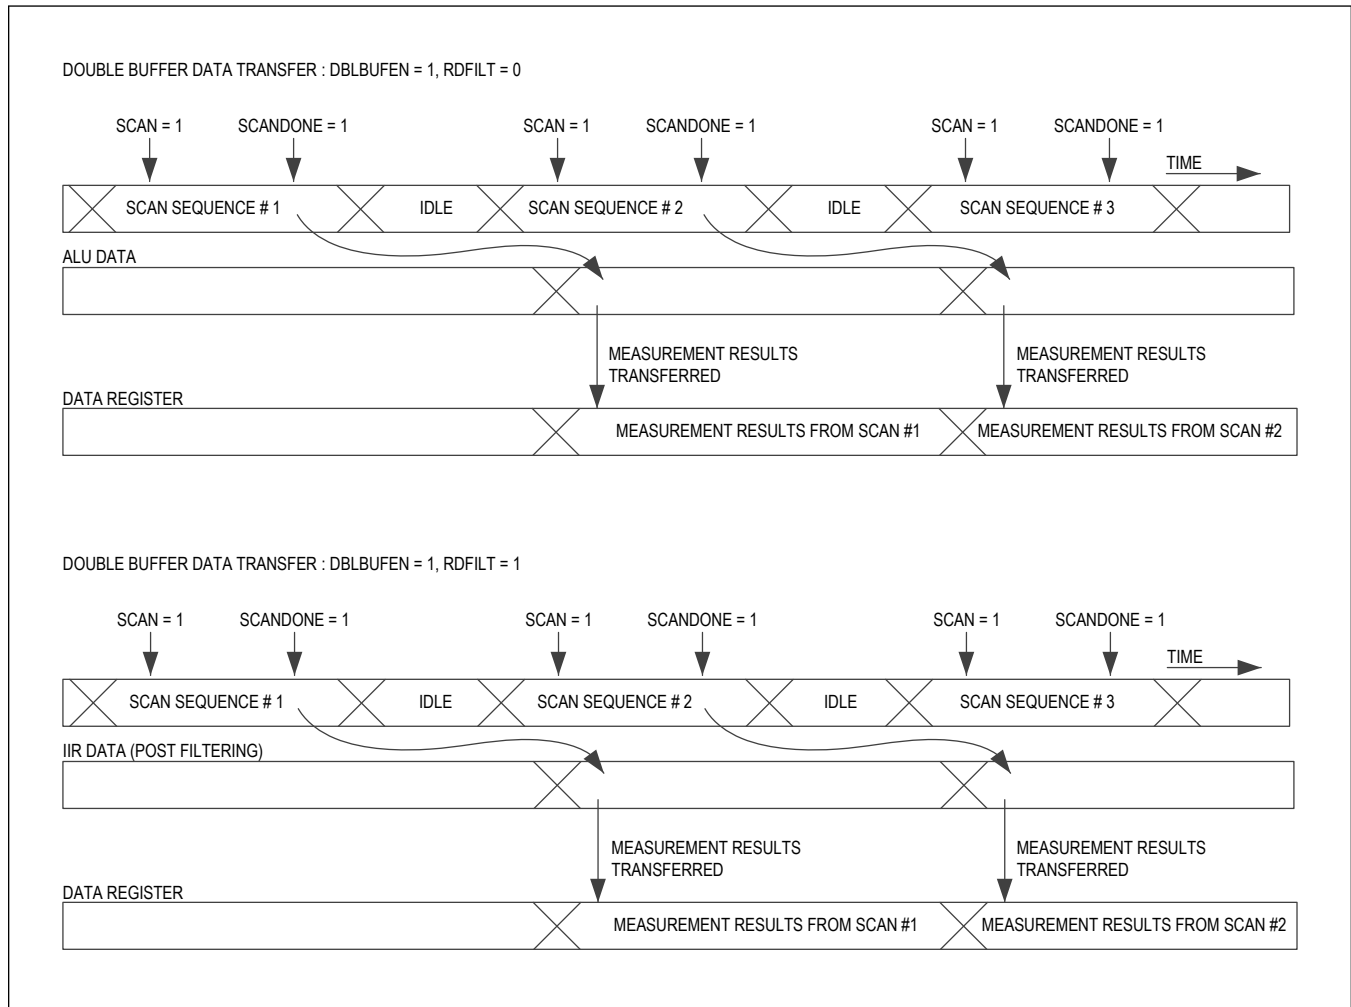 DOUBLE BUFFER DATA TRANSFER : DBLBUFEN = 1, RDFILT = 0
SCAN = 1 SCANDONE = 1 SCAN = 1 SCANDONE = 1 SCAN = 1 SCANDONE = 1
TIME
SCAN SEQUENCE # 1 IDLE SCAN SEQUENCE # 2 IDLE SCAN SEQUENCE # 3
ALU DATA
MEASUREMENT RESULTS MEASUREMENT RESULTS
TRANSFERRED TRANSFERRED
DATA REGISTER
MEASUREMENT RESULTS FROM SCAN #1 MEASUREMENT RESULTS FROM SCAN #2
DOUBLE BUFFER DATA TRANSFER : DBLBUFEN = 1, RDFILT = 1
SCAN = 1 SCANDONE = 1 SCAN = 1 SCANDONE = 1 SCAN = 1 SCANDONE = 1
TIME
SCAN SEQUENCE # 1 IDLE SCAN SEQUENCE # 2 IDLE SCAN SEQUENCE # 3
IIR DATA (POST FILTERING)
MEASUREMENT RESULTS MEASUREMENT RESULTS
TRANSFERRED TRANSFERRED
DATA REGISTER
MEASUREMENT RESULTS FROM SCAN #1 MEASUREMENT RESULTS FROM SCAN #2